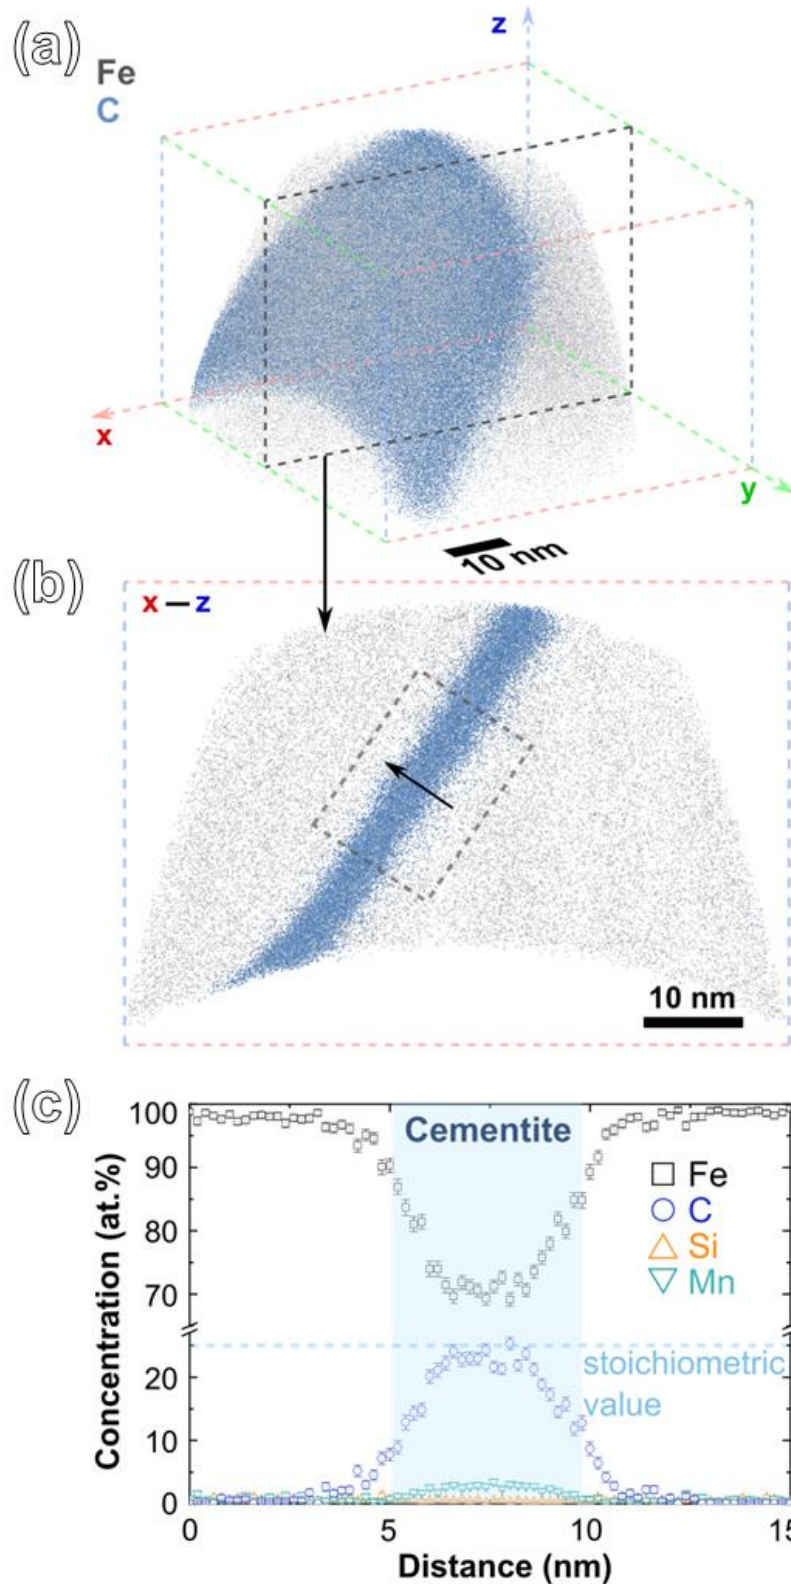 (a)
Fe
C
z
x
y
10 nm
(b)
x – z
10 nm
(c)
Cementite
Fe
C
Si
Mn
stoichiometric
value
Concentration (at.%)
100
90
80
70
20
10
0
0 5 10 15
Distance (nm)